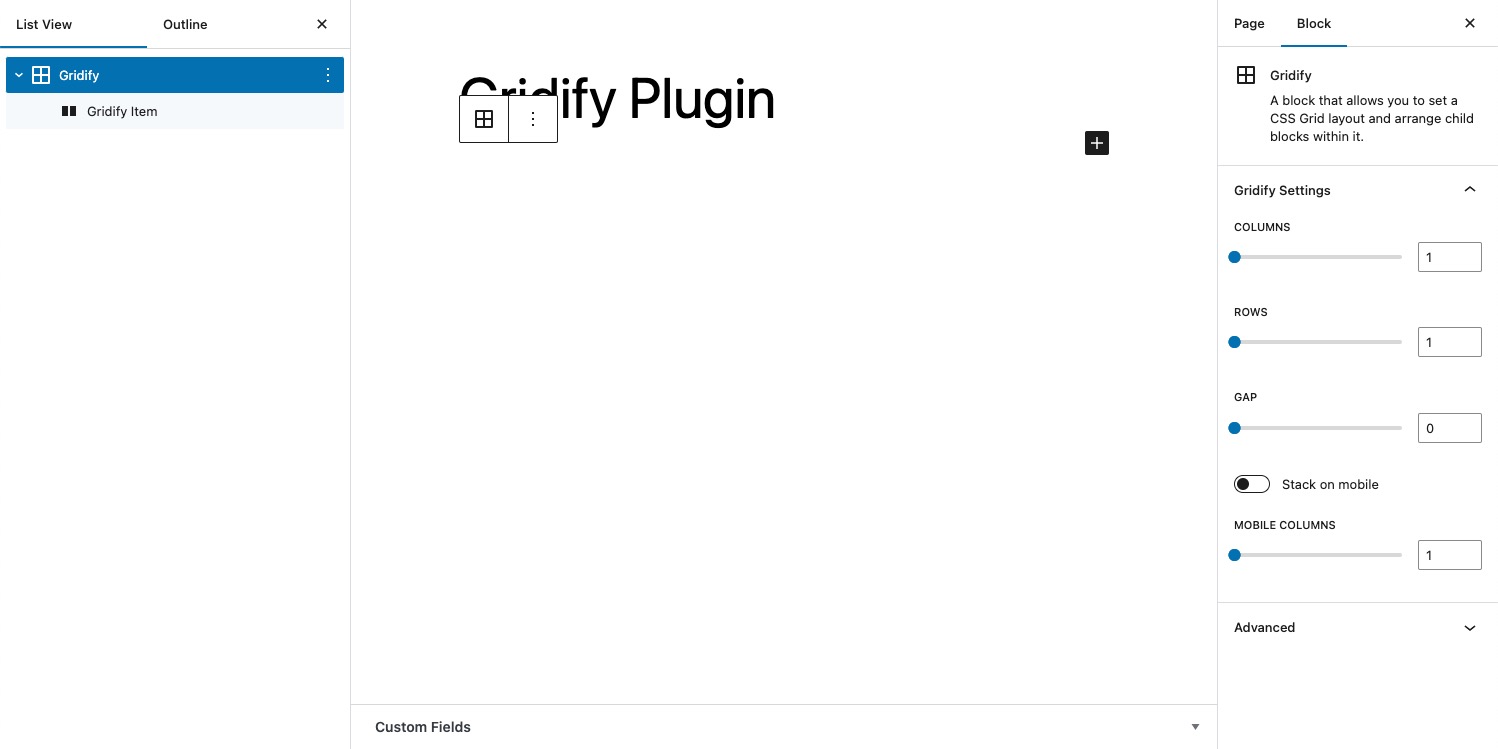 List View
Outline
Gridify
Gridify Item
Gridify Plugin
Custom Fields
Page
Block
Gridify
A block that allows you to set a
CSS Grid layout and arrange child
blocks within it.
Gridify Settings
COLUMNS
1
ROWS
1
GAP
0
Stack on mobile
MOBILE COLUMNS
1
Advanced